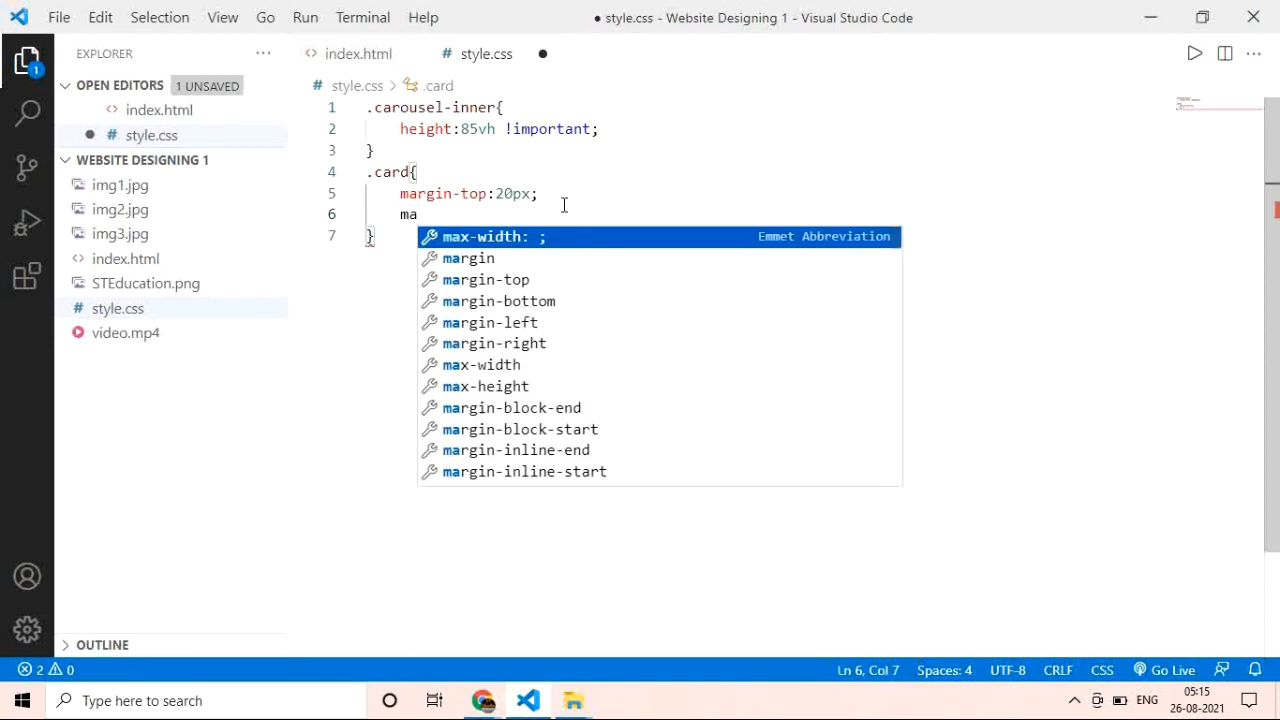 File Edit Selection View Go Run Terminal Help ● style.css - Website Designing 1 - Visual Studio Code
EXPLORER ···
index.html style.css
OPEN EDITORS 1 UNSAVED
index.html
style.css
WEBSITE DESIGNING 1
img1.jpg
img2.jpg
img3.jpg
index.html
STEducation.png
style.css
video.mp4
OUTLINE
1
# style.css > .card
1 .carousel-inner{
2 height:85vh !important;
3 }
4 .card{
5 margin-top:20px;
6 ma
7 }
max-width: ; Emmet Abbreviation
margin
margin-top
margin-bottom
margin-left
margin-right
max-width
max-height
margin-block-end
margin-block-start
margin-inline-end
margin-inline-start
2 0 Ln 6, Col 7 Spaces: 4 UTF-8 CRLF CSS Go Live
Type here to search ENG 05:15
26-08-2021